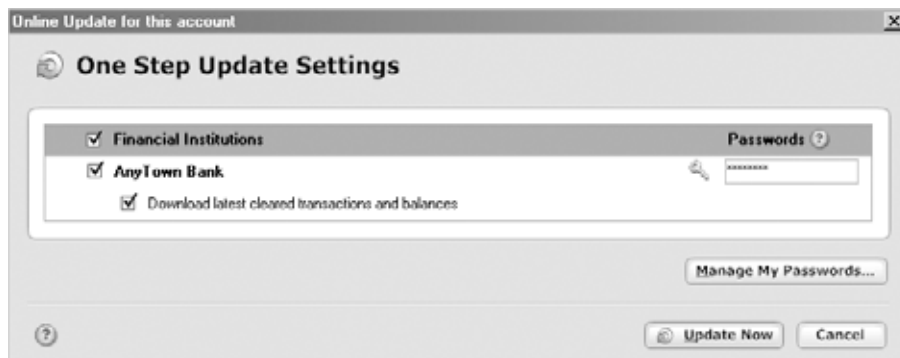 Online Update for this account
One Step Update Settings
Financial Institutions Passwords ?
AnyTown Bank ********
Download latest cleared transactions and balances
Manage My Passwords...
? Update Now Cancel